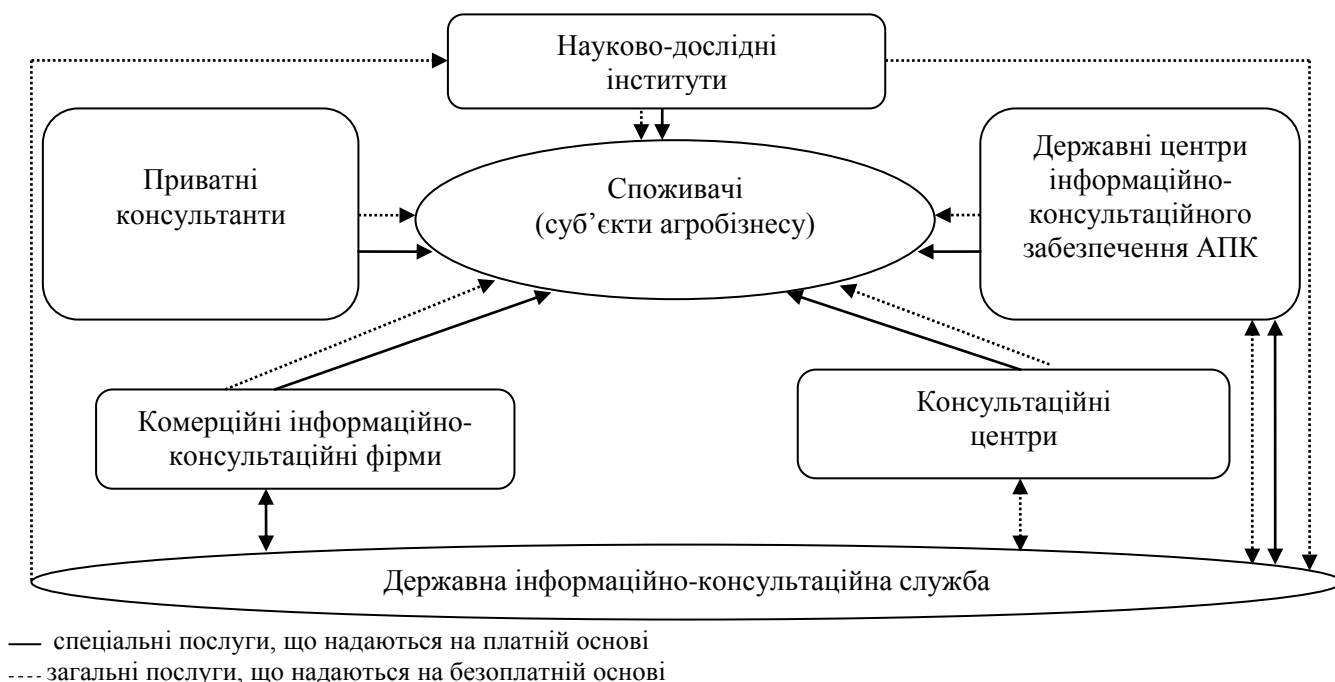 Науково-дослідні
інститути
Приватні
консультанти
Споживачі
(суб’єкти агробізнесу)
Державні центри
інформаційно-
консультаційного
забезпечення АПК
Комерційні інформаційно-
консультаційні фірми
Консультаційні
центри
Державна інформаційно-консультаційна служба
— спеціальні послуги, що надаються на платній основі
---- загальні послуги, що надаються на безоплатній основі